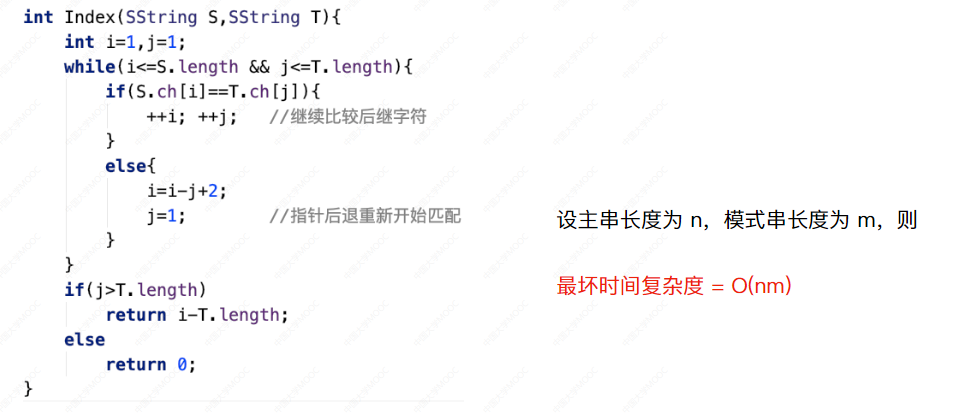 int Index(SString S,SString T){
    int i=1,j=1;
    while(i<=S.length && j<=T.length){
        if(S.ch[i]==T.ch[j]){
            ++i; ++j;   //继续比较后继字符
        }
        else{
            i=i-j+2;
            j=1;        //指针后退重新开始匹配
        }
    }
    if(j>T.length)
        return i-T.length;
    else
        return 0;
}
设主串长度为 n，模式串长度为 m，则
最坏时间复杂度 = O(nm)